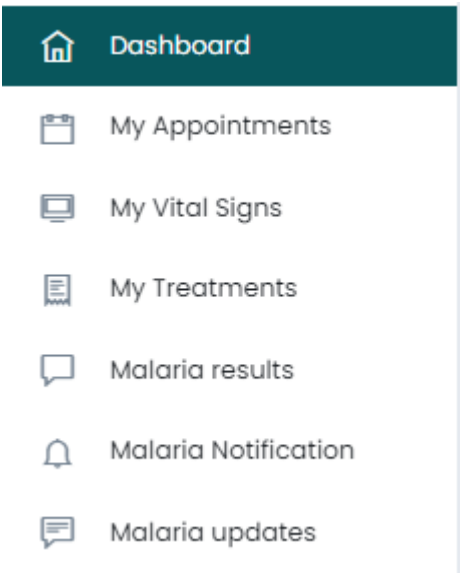 Dashboard
My Appointments
My Vital Signs
My Treatments
Malaria results
Malaria Notification
Malaria updates